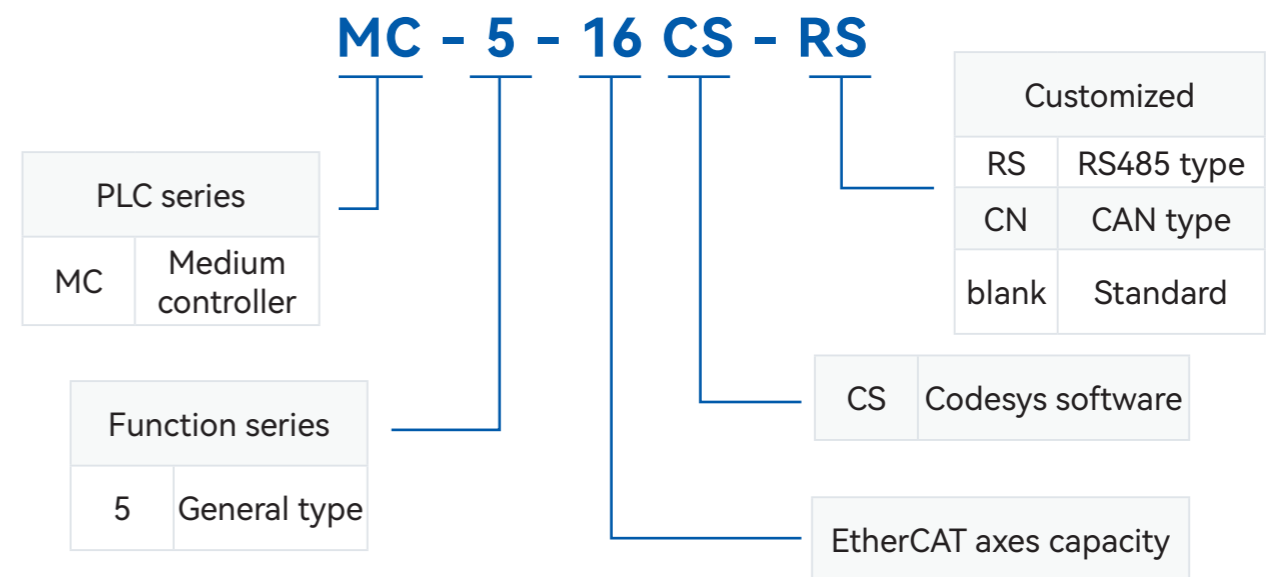 MC - 5 - 16 CS - RS
PLC series
MC Medium controller
Function series
5 General type
Customized
RS RS485 type
CN CAN type
blank Standard
CS Codesys software
EtherCAT axes capacity